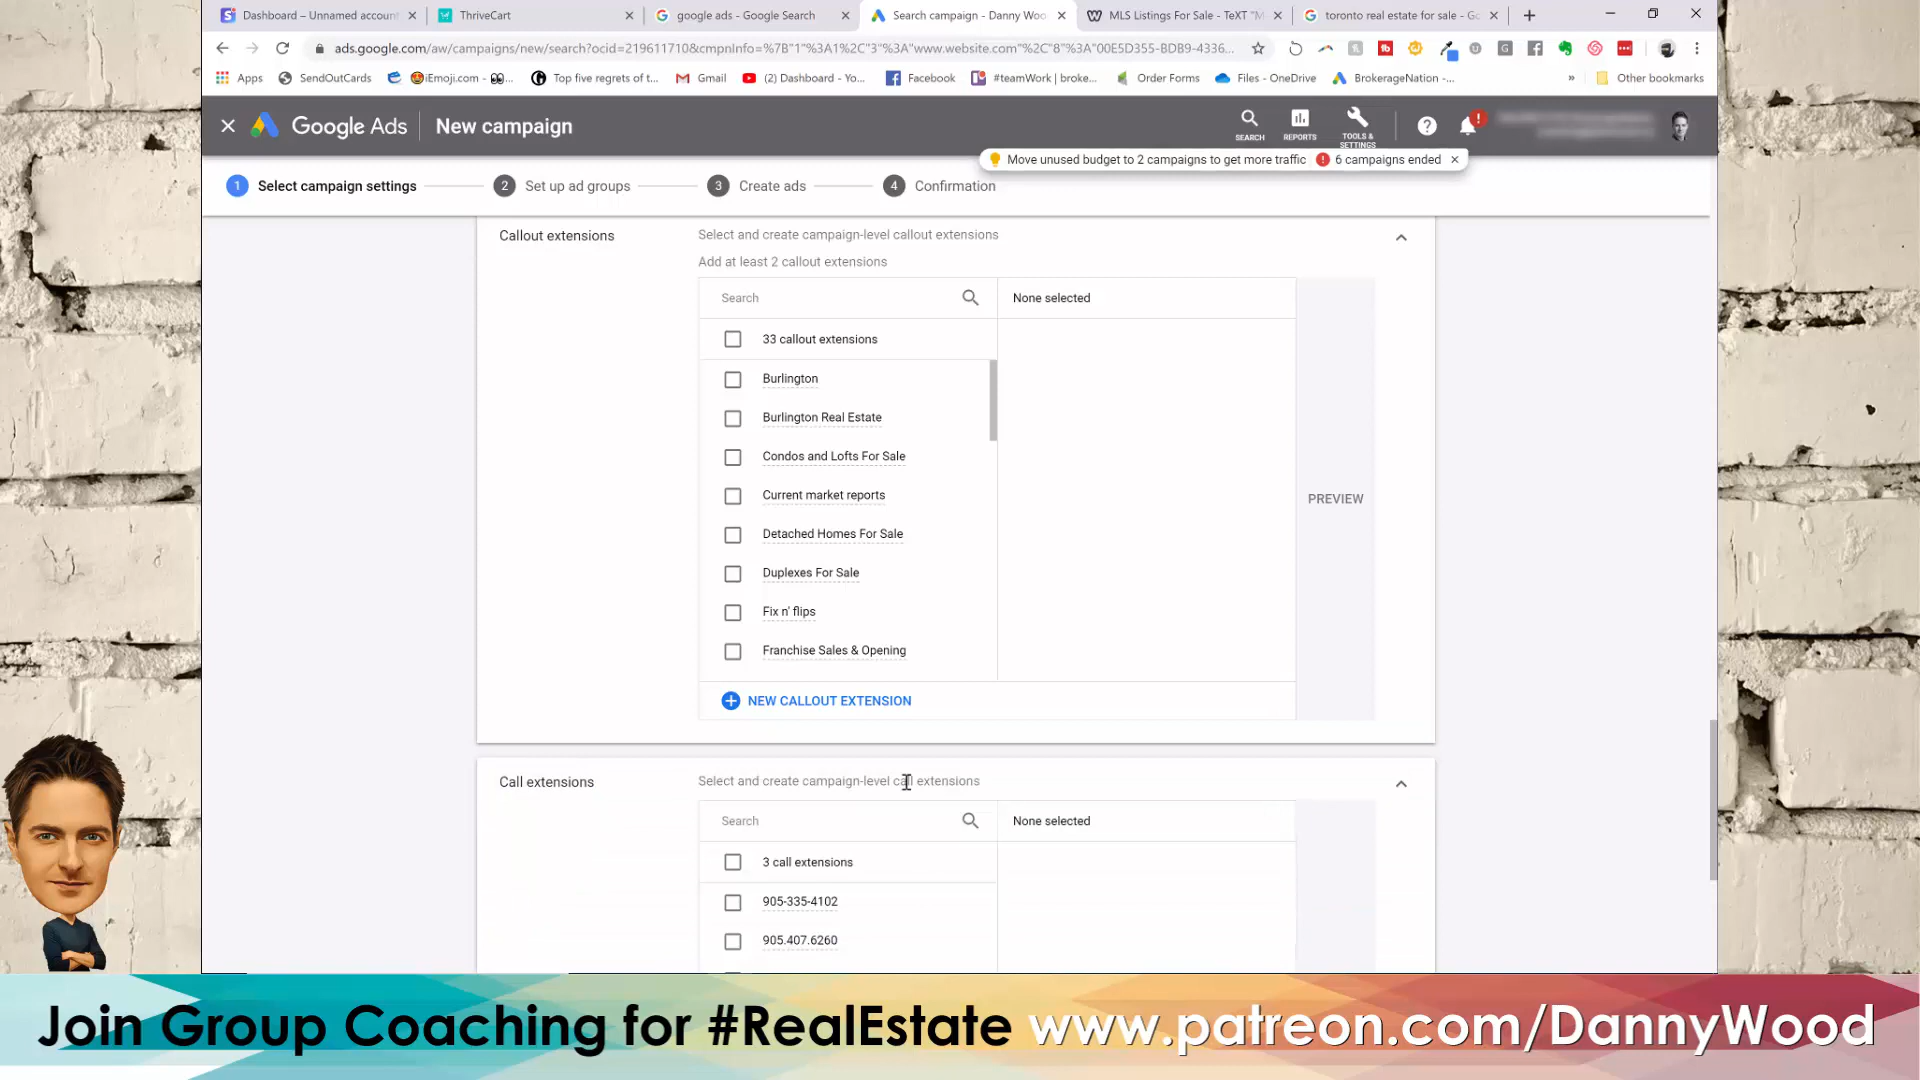 Dashboard – Unnamed account
ThriveCart
google ads - Google Search
Search campaign - Danny Woo
MLS Listings For Sale - TeXT "M
toronto real estate for sale - Go
ads.google.com/aw/campaigns/new/search?ocid=219611710&cmpnInfo=%7B"1"%3A1%2C"3"%3A"www.website.com"%2C"8"%3A"00E5D355-BDB9-4336...
Apps
SendOutCards
iEmoji.com -
Top five regrets of t...
Gmail
(2) Dashboard - Yo...
Facebook
#teamWork | broke...
Order Forms
Files - OneDrive
BrokerageNation -...
»
Other bookmarks
Google Ads
New campaign
SEARCH
REPORTS
TOOLS &
SETTINGS
Move unused budget to 2 campaigns to get more traffic
6 campaigns ended
1 Select campaign settings
2 Set up ad groups
3 Create ads
4 Confirmation
Callout extensions
Select and create campaign-level callout extensions
Add at least 2 callout extensions
Search
None selected
33 callout extensions
Burlington
Burlington Real Estate
Condos and Lofts For Sale
Current market reports
Detached Homes For Sale
Duplexes For Sale
Fix n' flips
Franchise Sales & Opening
PREVIEW
NEW CALLOUT EXTENSION
Call extensions
Select and create campaign-level call extensions
Search
None selected
3 call extensions
905-335-4102
905.407.6260
Join Group Coaching for #RealEstate www.patreon.com/DannyWood